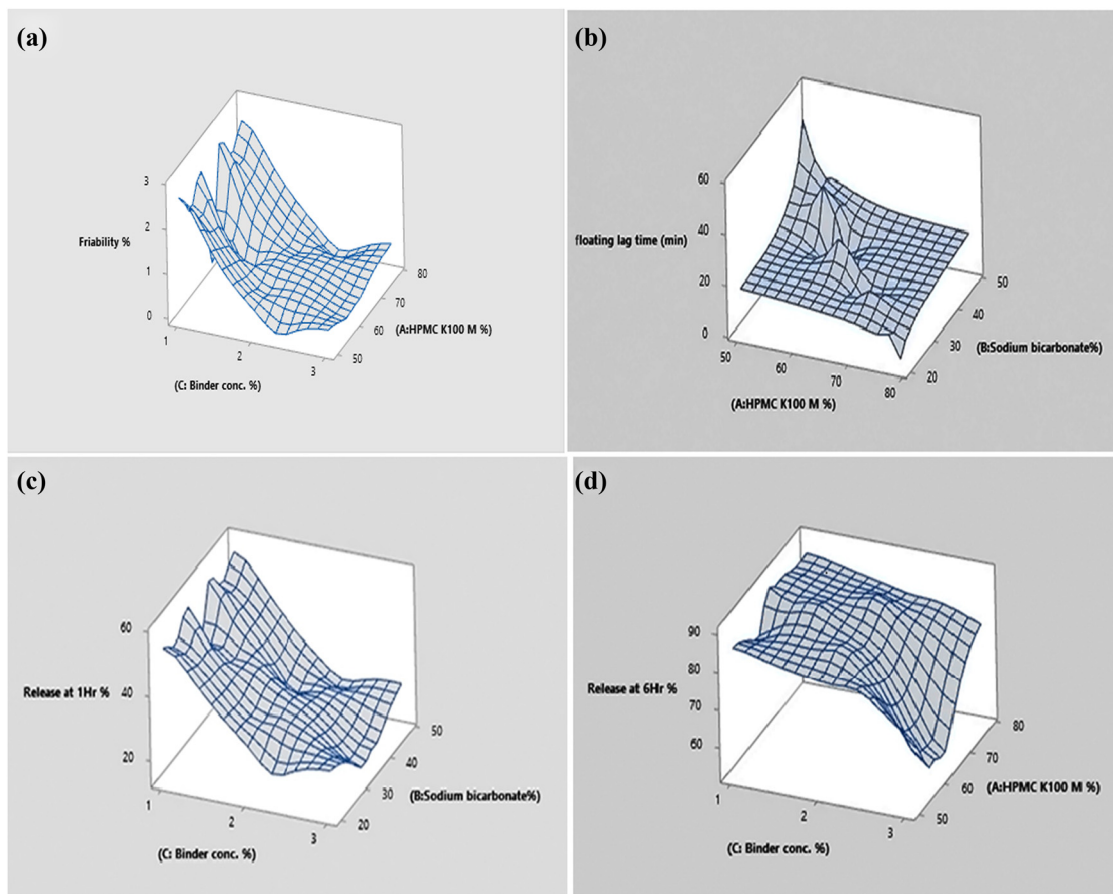 (a)
3
2
Friability %
1
0
80
70
(A:HPMC K100 M %)
60
50
1
2
3
(C: Binder conc. %)
(b)
60
40
floating lag time (min)
20
0
50
40
(B:Sodium bicarbonate%)
30
20
50
60
70
80
(A:HPMC K100 M %)
(c)
60
Release at 1Hr %
40
20
50
40
(B:Sodium bicarbonate%)
30
20
1
2
3
(C: Binder conc. %)
(d)
90
80
Release at 6Hr %
70
60
80
70
(A:HPMC K100 M %)
60
50
1
2
3
(C: Binder conc. %)